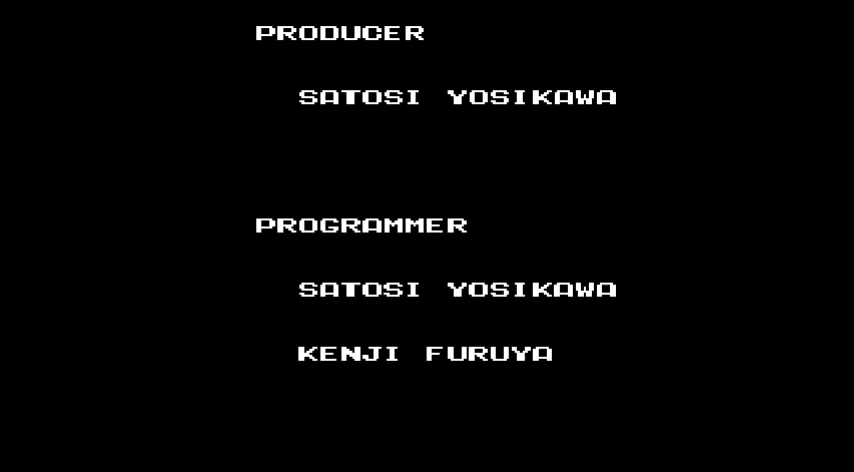 PRODUCER
SATOSI YOSIKAWA
PROGRAMMER
SATOSI YOSIKAWA
KENJI FURUYA